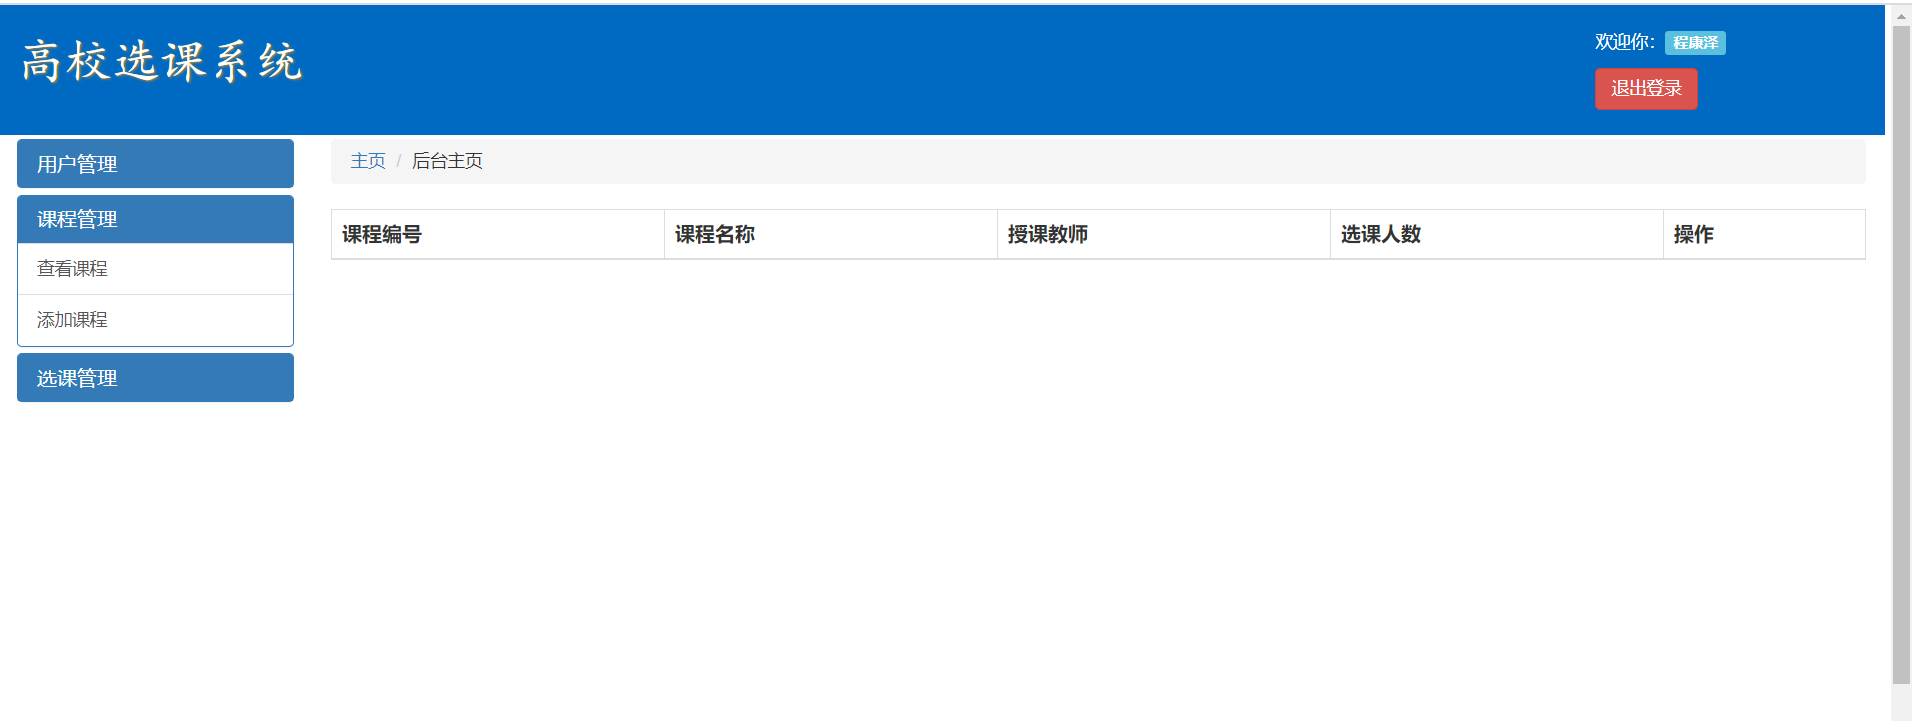 高校选课系统
欢迎你：程康泽
退出登录
用户管理
课程管理
查看课程
添加课程
选课管理
主页 / 后台主页
课程编号 课程名称 授课教师 选课人数 操作